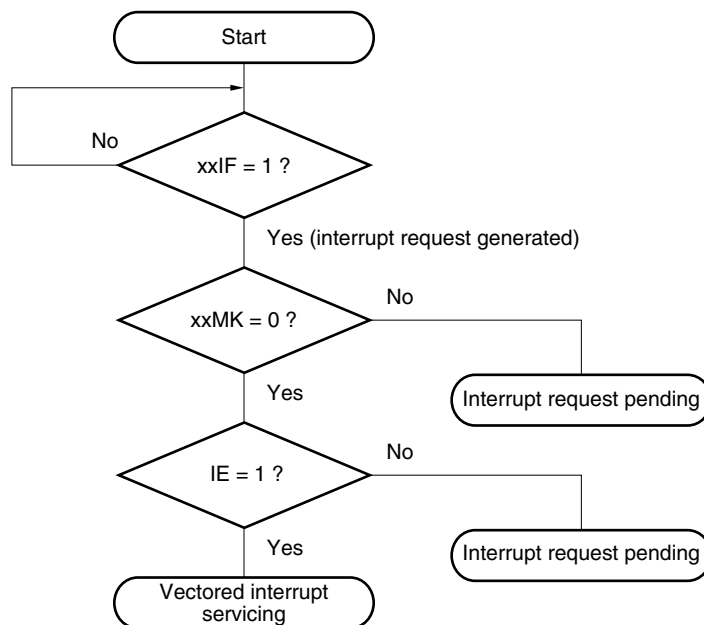 Start
No
xxIF = 1 ?
Yes (interrupt request generated)
No
xxMK = 0 ?
Yes
Interrupt request pending
No
IE = 1 ?
Yes
Interrupt request pending
Vectored interrupt
servicing